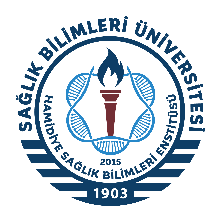 SAĞLIK BİLİMLERİ ÜNİVERSİTESİ
HAMİDİYE SAĞLIK BİLİMLERİ ENSTİTÜSÜ
2015
1903